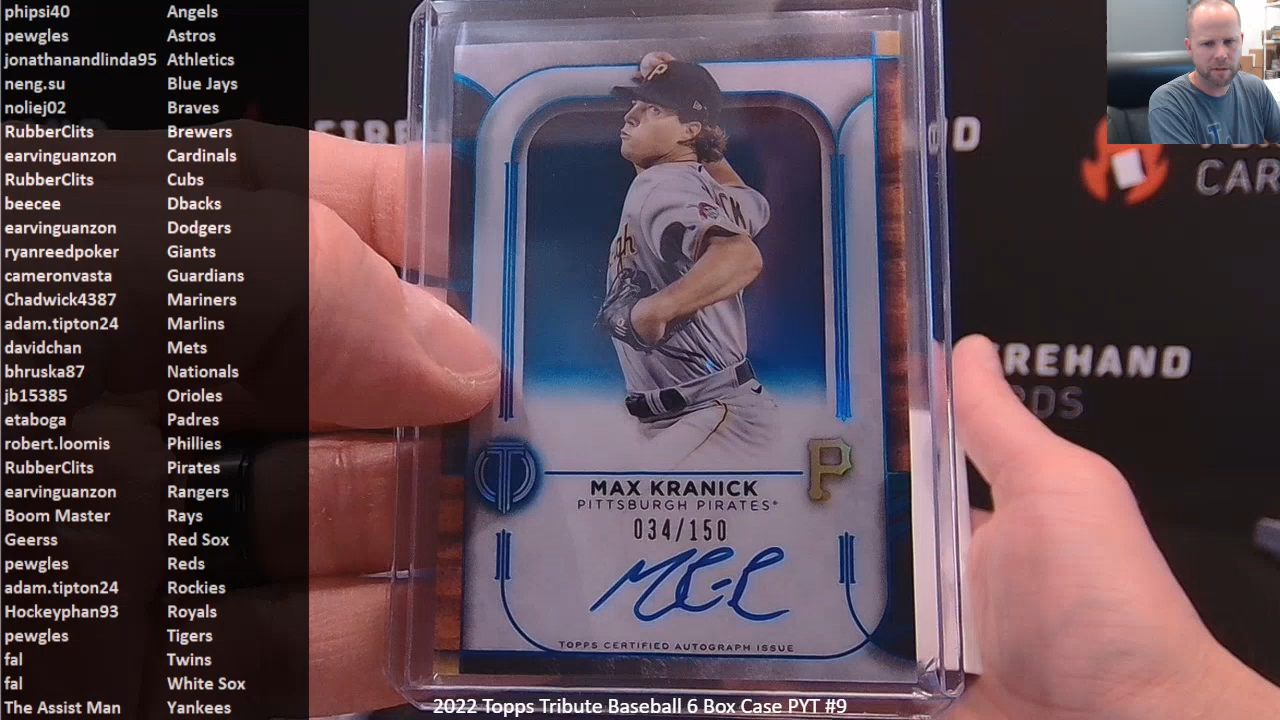 phipsi40 Angels
pewgles Astros
jonathanandlinda95 Athletics
neng.su Blue Jays
noliej02 Braves
RubberClits Brewers
earvinguanzon Cardinals
RubberClits Cubs
beecee Dbacks
earvinguanzon Dodgers
ryanreedpoker Giants
cameronvasta Guardians
Chadwick4387 Mariners
adam.tipton24 Marlins
davidchan Mets
bhruska87 Nationals
jb15385 Orioles
etaboga Padres
robert.loomis Phillies
RubberClits Pirates
earvinguanzon Rangers
Boom Master Rays
Geerss Red Sox
pewgles Reds
adam.tipton24 Rockies
Hockeyphan93 Royals
pewgles Tigers
fal Twins
fal White Sox
The Assist Man Yankees
P
MAX KRANICK
PITTSBURGH PIRATES
034/150
TOPPS CERTIFIED AUTOGRAPH ISSUE
2022 Topps Tribute Baseball 6 Box Case PYT #9